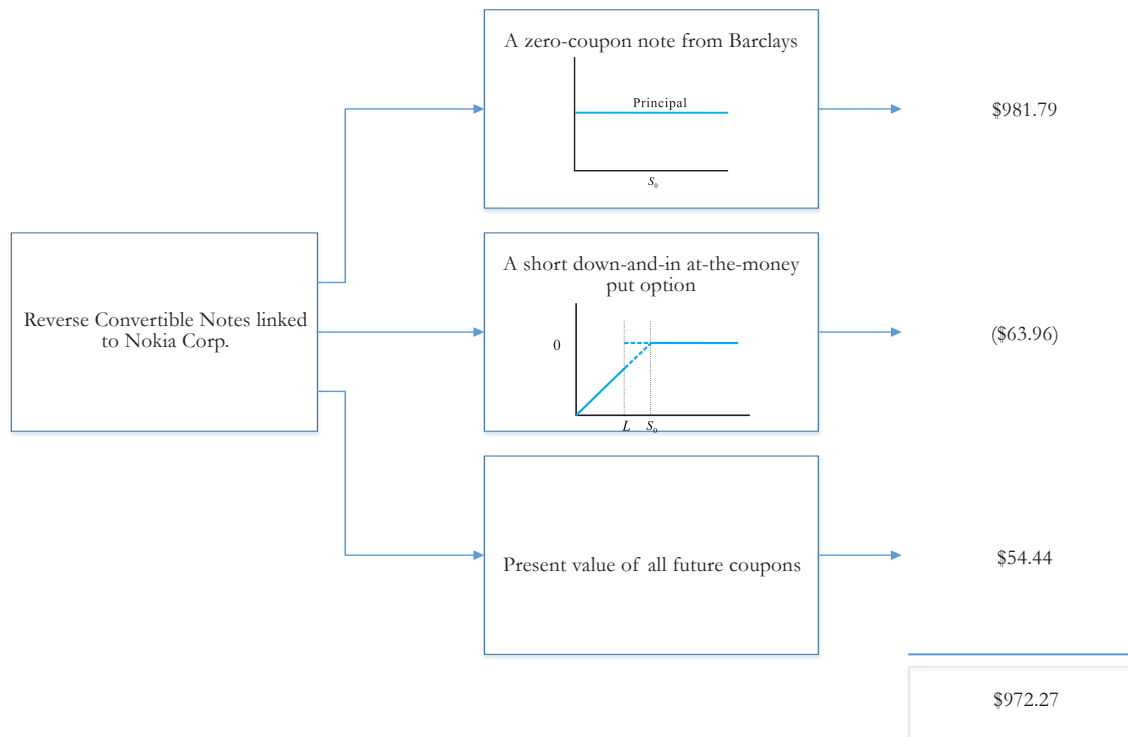 A zero-coupon note from Barclays
Principal
S₀
$981.79
Reverse Convertible Notes linked
to Nokia Corp.
A short down-and-in at-the-money
put option
0
L S₀
($63.96)
Present value of all future coupons
$54.44
$972.27